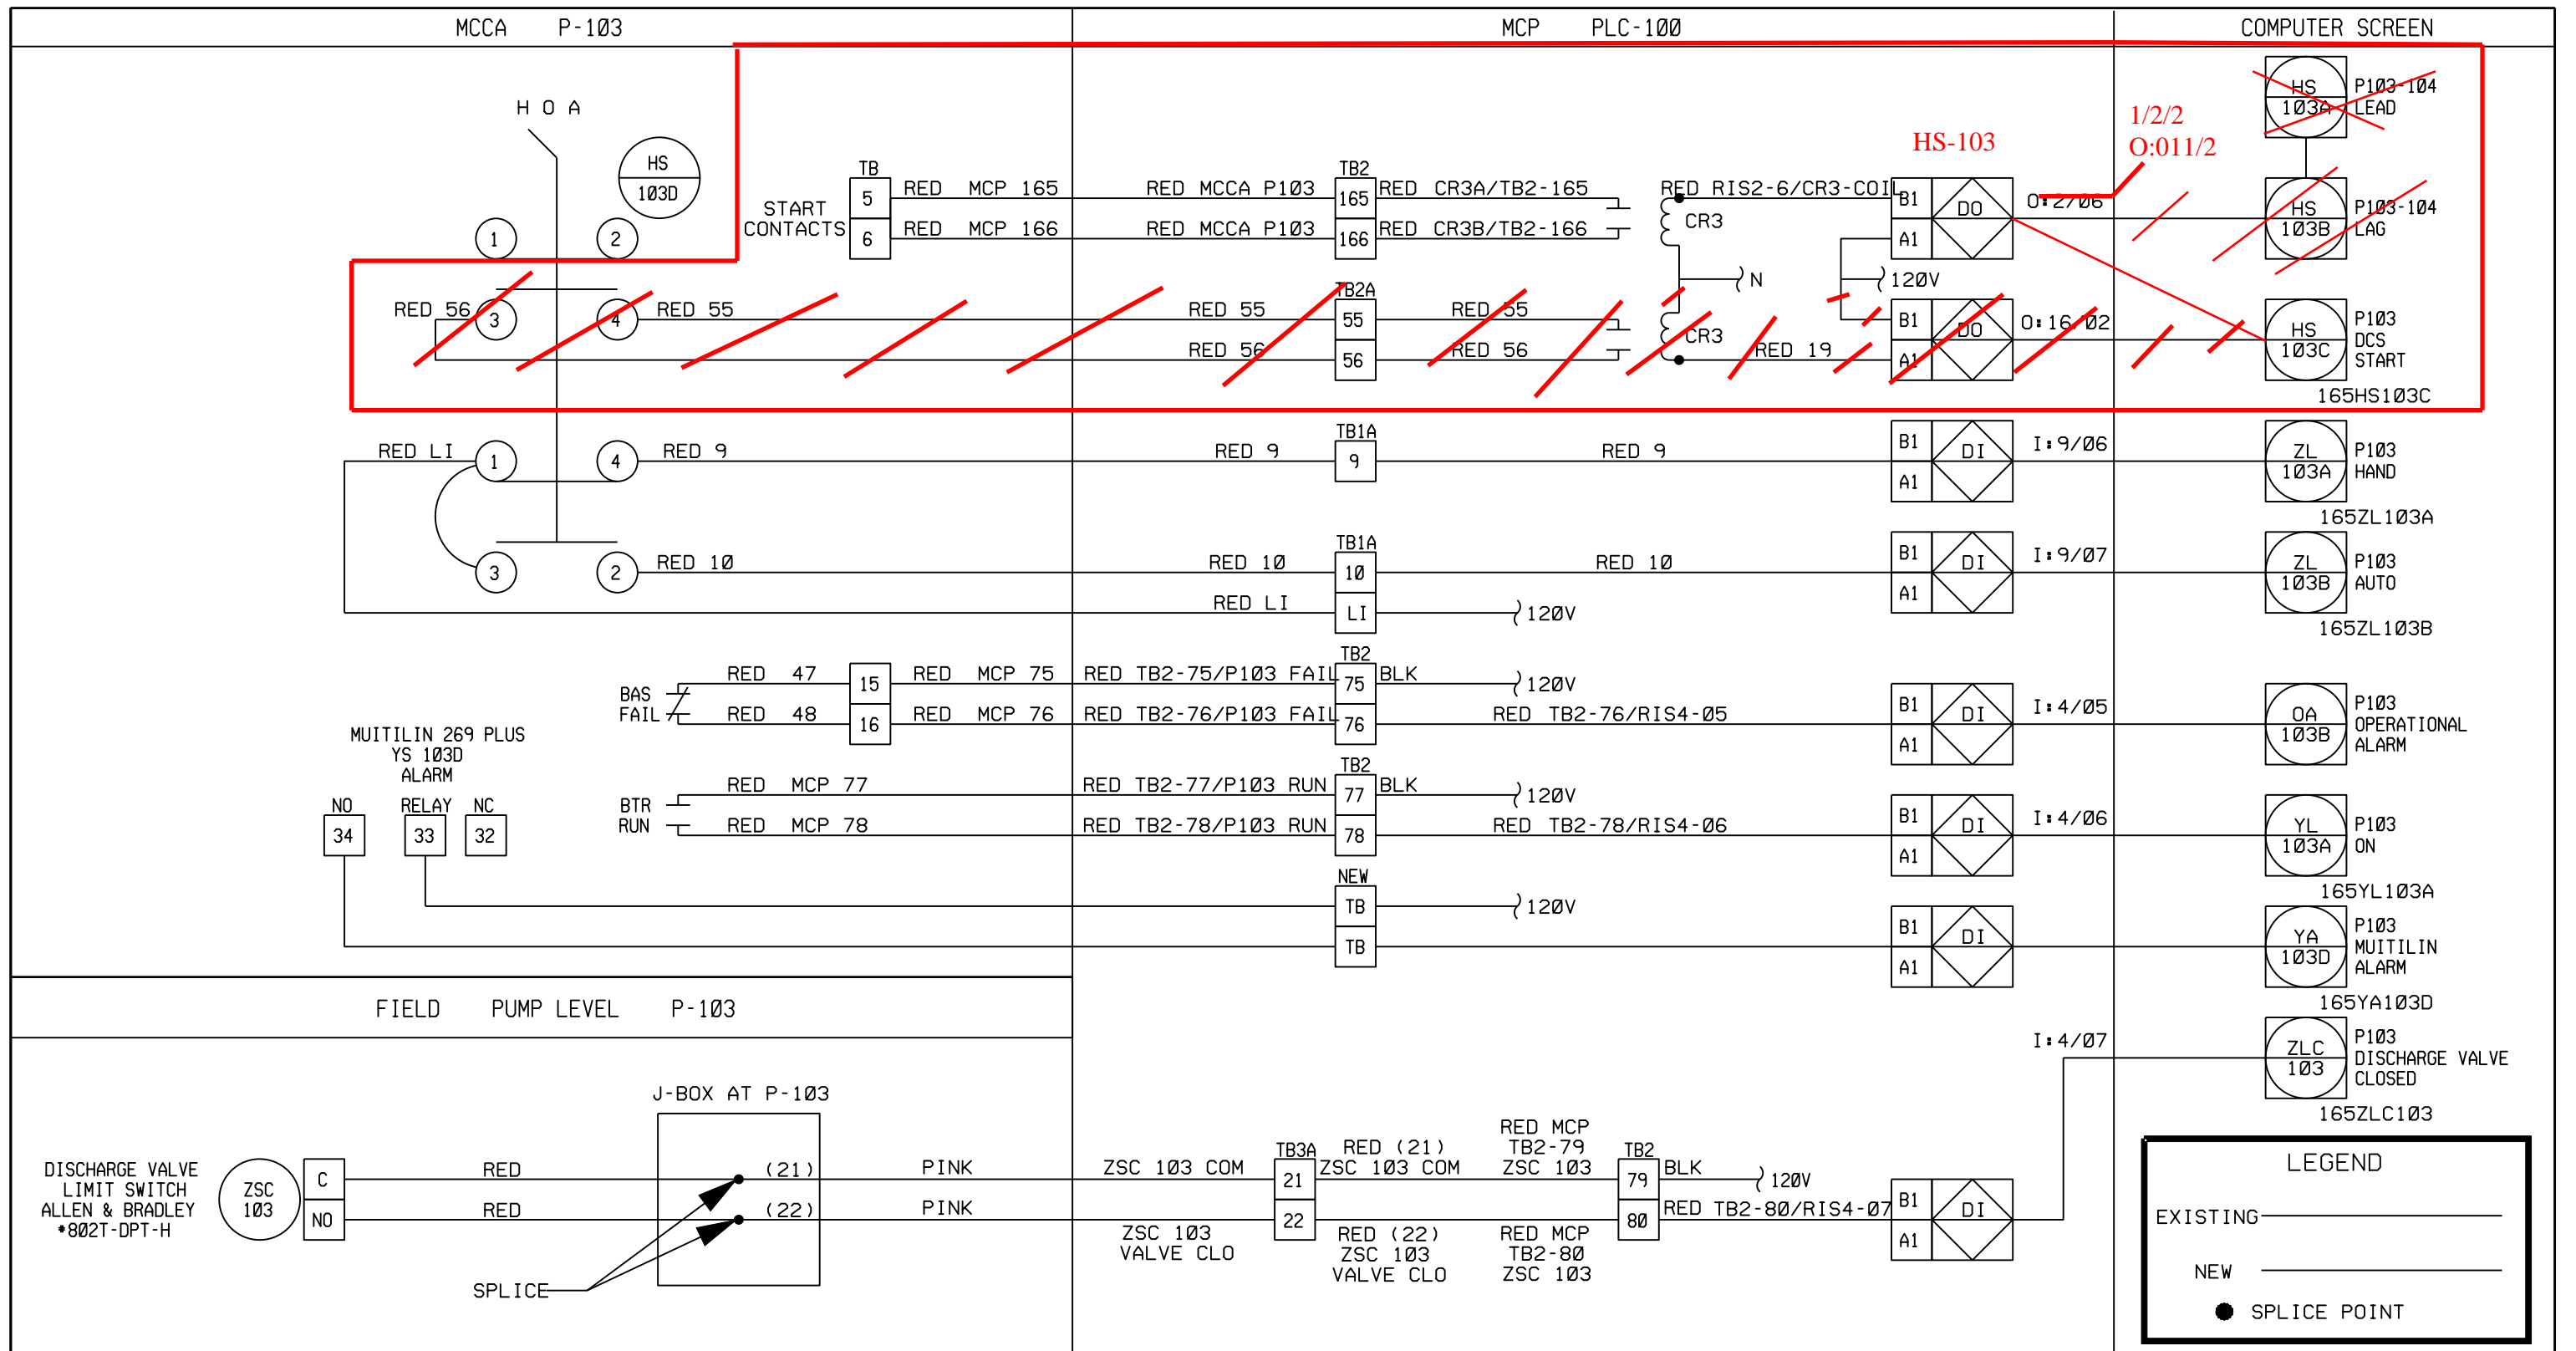 MCCA P-103
MCP PLC-100
COMPUTER SCREEN
H O A
HS
103D
1
2
START
CONTACTS
TB
5
6
RED MCP 165
RED MCP 166
RED MCCA P103
RED MCCA P103
TB2
165
166
RED CR3A/TB2-165
RED CR3B/TB2-166
RED RIS2-6/CR3-COIL
CR3
N
HS-103
B1
A1
DO
O:2/06
120V
1/2/2
O:011/2
HS
103A
P103-104
LEAD
HS
103B
P103-104
LAG
RED 56
3
4
RED 55
RED 55
RED 56
TB2A
55
56
RED 55
RED 56
CR3
RED 19
B1
A1
DO
O:16/02
HS
103C
P103
DCS
START
165HS103C
RED LI
1
4
RED 9
RED 9
TB1A
9
RED 9
B1
A1
DI
I:9/06
ZL
103A
P103
HAND
165ZL103A
3
2
RED 10
RED 10
TB1A
10
LI
RED 10
RED LI
120V
B1
A1
DI
I:9/07
ZL
103B
P103
AUTO
165ZL103B
BAS
FAIL
RED 47
RED 48
15
16
RED MCP 75
RED MCP 76
RED TB2-75/P103 FAIL
RED TB2-76/P103 FAIL
TB2
75
76
BLK
120V
RED TB2-76/RIS4-05
B1
A1
DI
I:4/05
OA
103B
P103
OPERATIONAL
ALARM
MUITILIN 269 PLUS
YS 103D
ALARM
NO
RELAY
NC
34
33
32
BTR
RUN
RED MCP 77
RED MCP 78
RED TB2-77/P103 RUN
RED TB2-78/P103 RUN
TB2
77
78
BLK
120V
RED TB2-78/RIS4-06
B1
A1
DI
I:4/06
YL
103A
P103
ON
165YL103A
NEW
TB
TB
120V
B1
A1
DI
YA
103D
P103
MUITILIN
ALARM
165YA103D
FIELD PUMP LEVEL P-103
I:4/07
ZLC
103
P103
DISCHARGE VALVE
CLOSED
165ZLC103
J-BOX AT P-103
DISCHARGE VALVE
LIMIT SWITCH
ALLEN & BRADLEY
*802T-DPT-H
ZSC
103
C
NO
RED
RED
(21)
(22)
SPLICE
PINK
PINK
ZSC 103 COM
ZSC 103
VALVE CLO
TB3A
21
22
RED (21)
ZSC 103 COM
RED (22)
ZSC 103
VALVE CLO
RED MCP
TB2-79
ZSC 103
RED MCP
TB2-80
ZSC 103
TB2
79
80
BLK
120V
RED TB2-80/RIS4-07
B1
A1
DI
LEGEND
EXISTING
NEW
SPLICE POINT